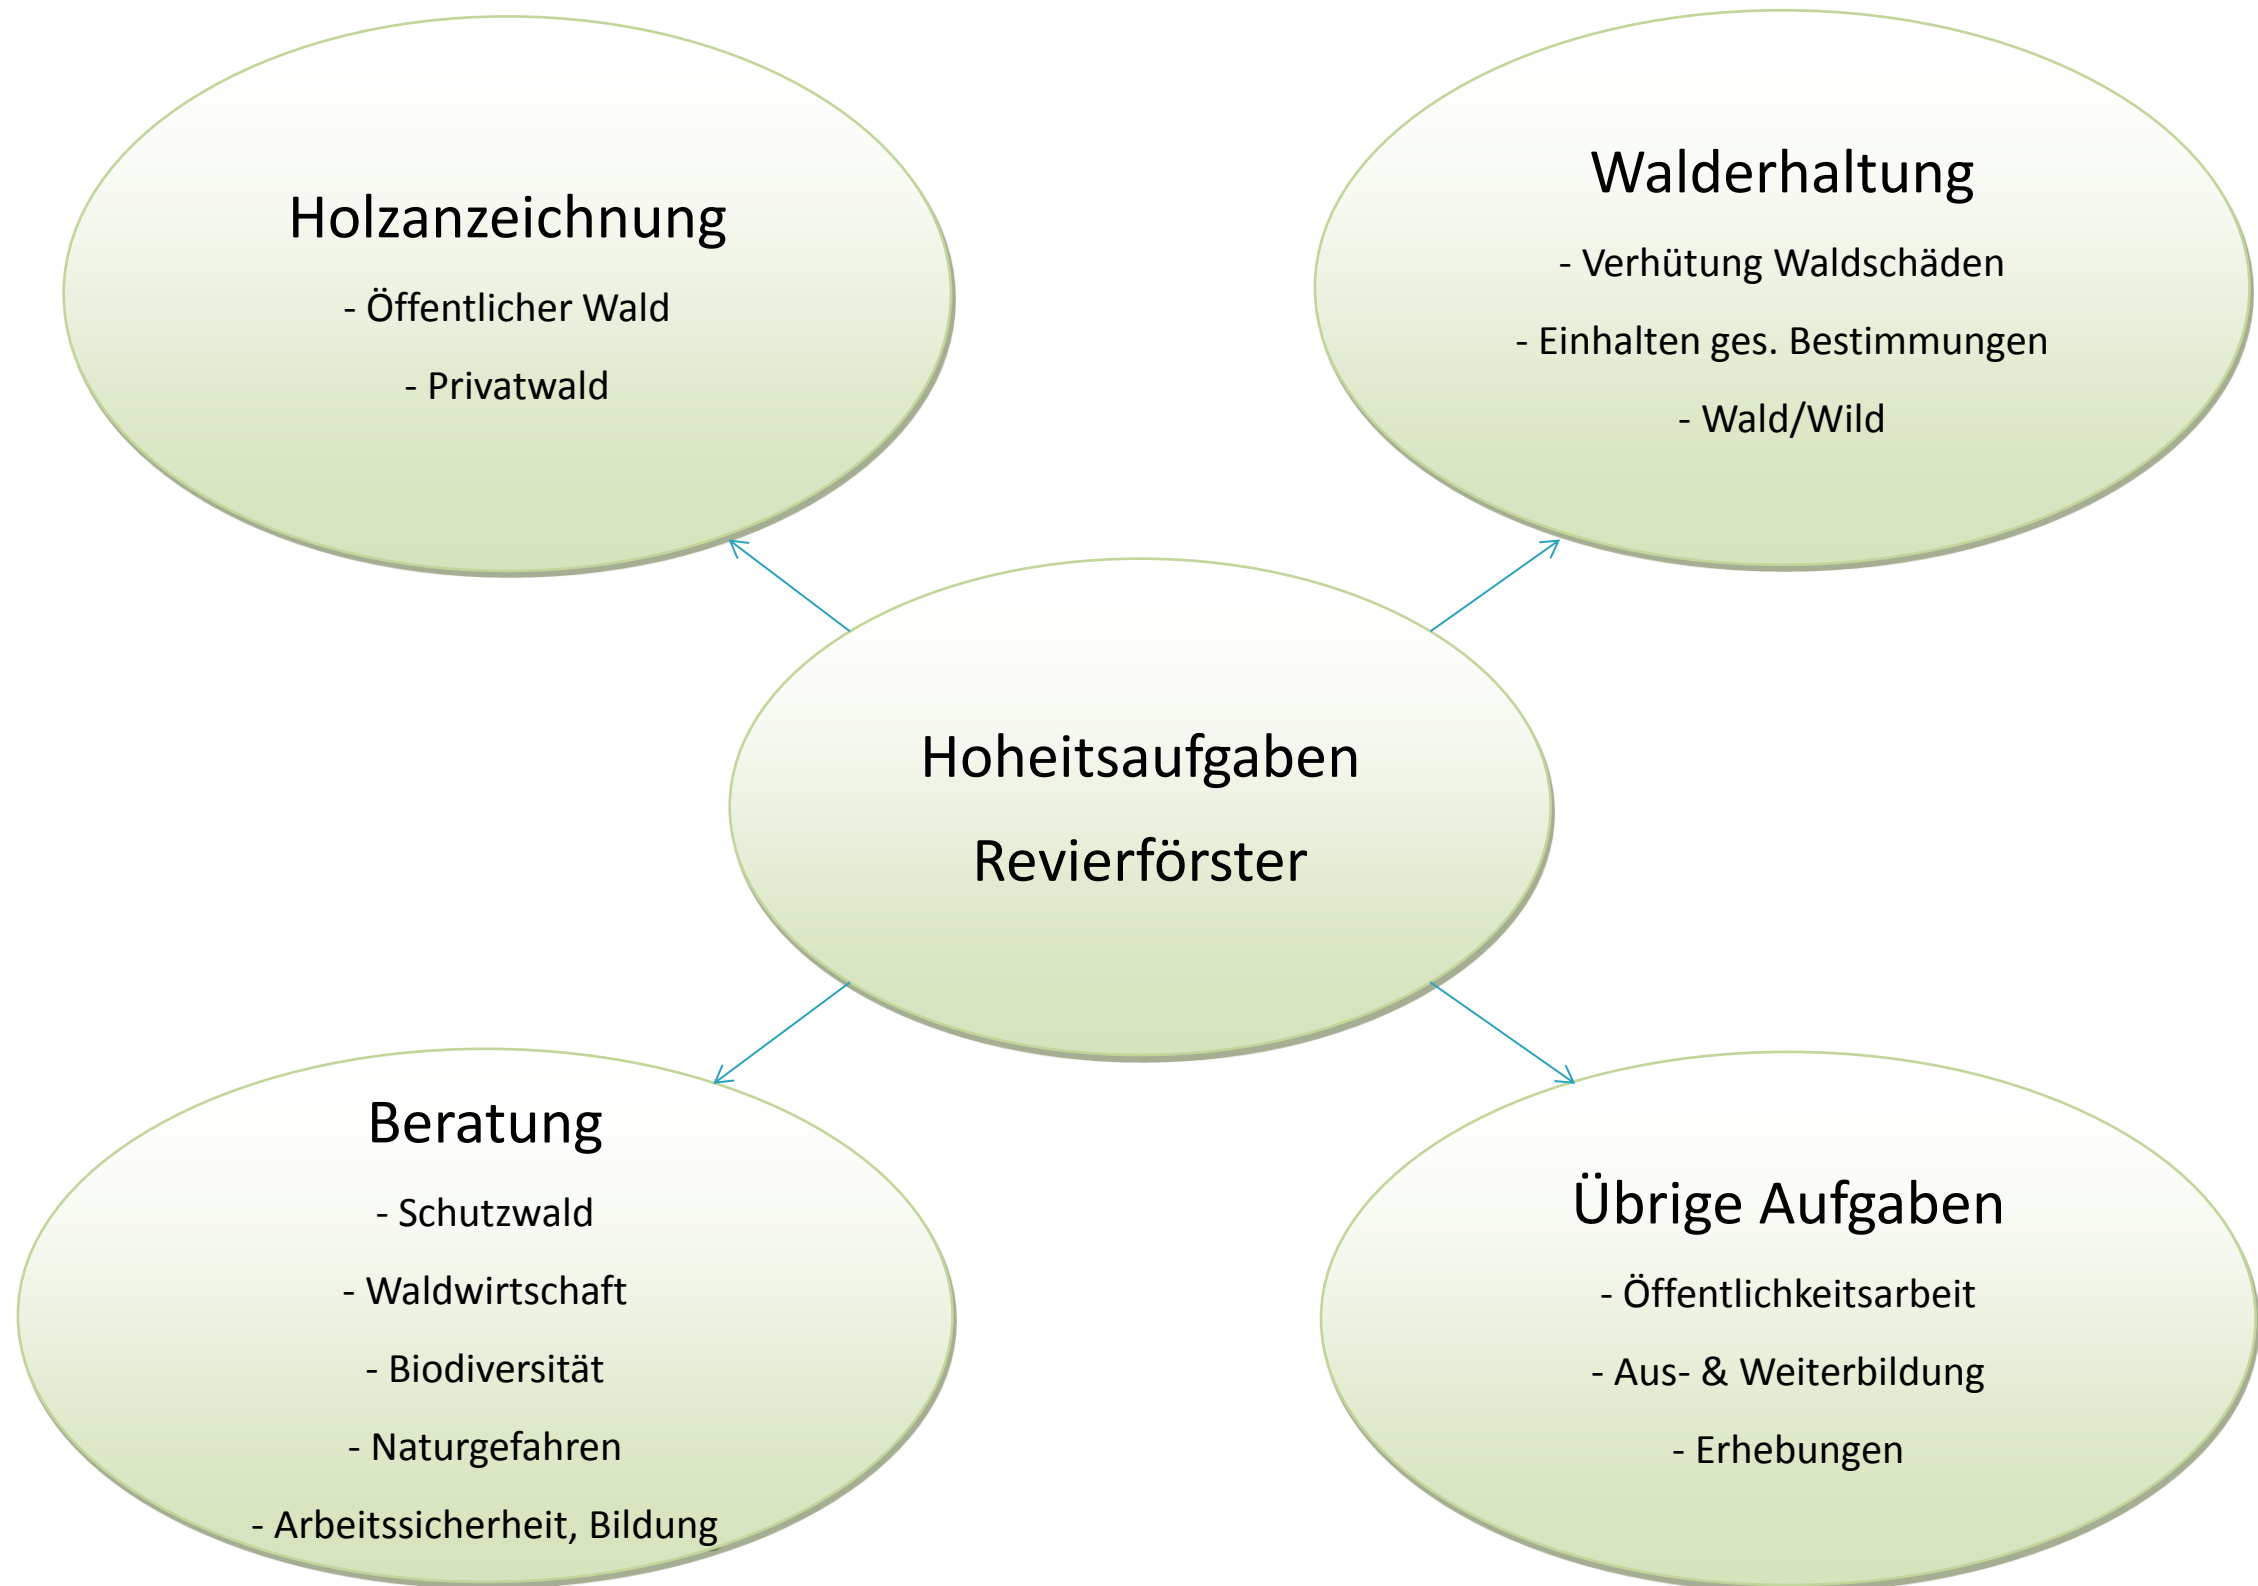 Holzanzeichnung
- Öffentlicher Wald
- Privatwald
Walderhaltung
- Verhütung Waldschäden
- Einhalten ges. Bestimmungen
- Wald/Wild
Hoheitsaufgaben
Revierförster
Beratung
- Schutzwald
- Waldwirtschaft
- Biodiversität
- Naturgefahren
- Arbeitssicherheit, Bildung
Übrige Aufgaben
- Öffentlichkeitsarbeit
- Aus- & Weiterbildung
- Erhebungen